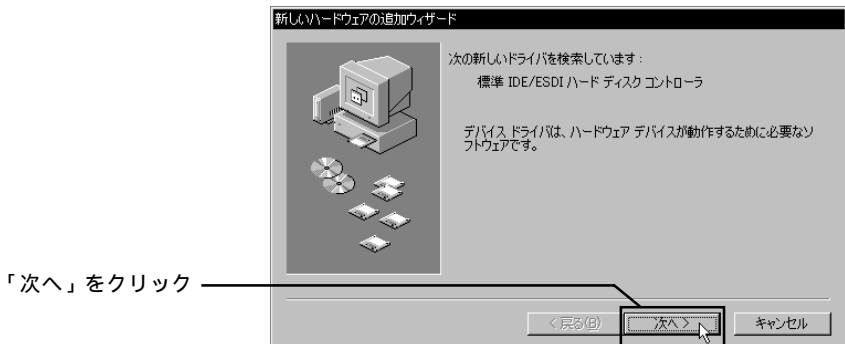 新しいハードウェアの追加ウィザード
次の新しいドライバを検索しています:
標準 IDE/ESDI ハード ディスク コントローラ
デバイス ドライバは、ハードウェア デバイスが動作するために必要なソ
フトウェアです。
「次へ」をクリック
< 戻る(B)
次へ >
キャンセル